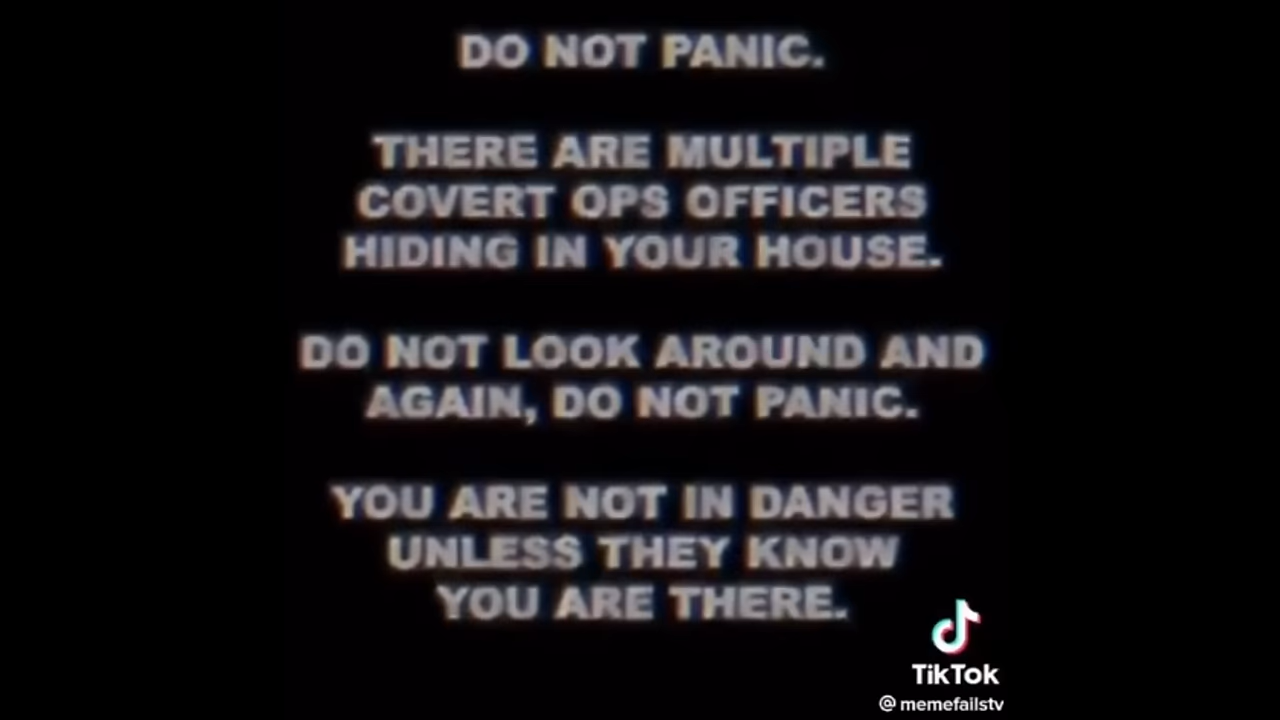 DO NOT PANIC.
THERE ARE MULTIPLE
COVERT OPS OFFICERS
HIDING IN YOUR HOUSE.
DO NOT LOOK AROUND AND
AGAIN, DO NOT PANIC.
YOU ARE NOT IN DANGER
UNLESS THEY KNOW
YOU ARE THERE.
TikTok
@memefailstv